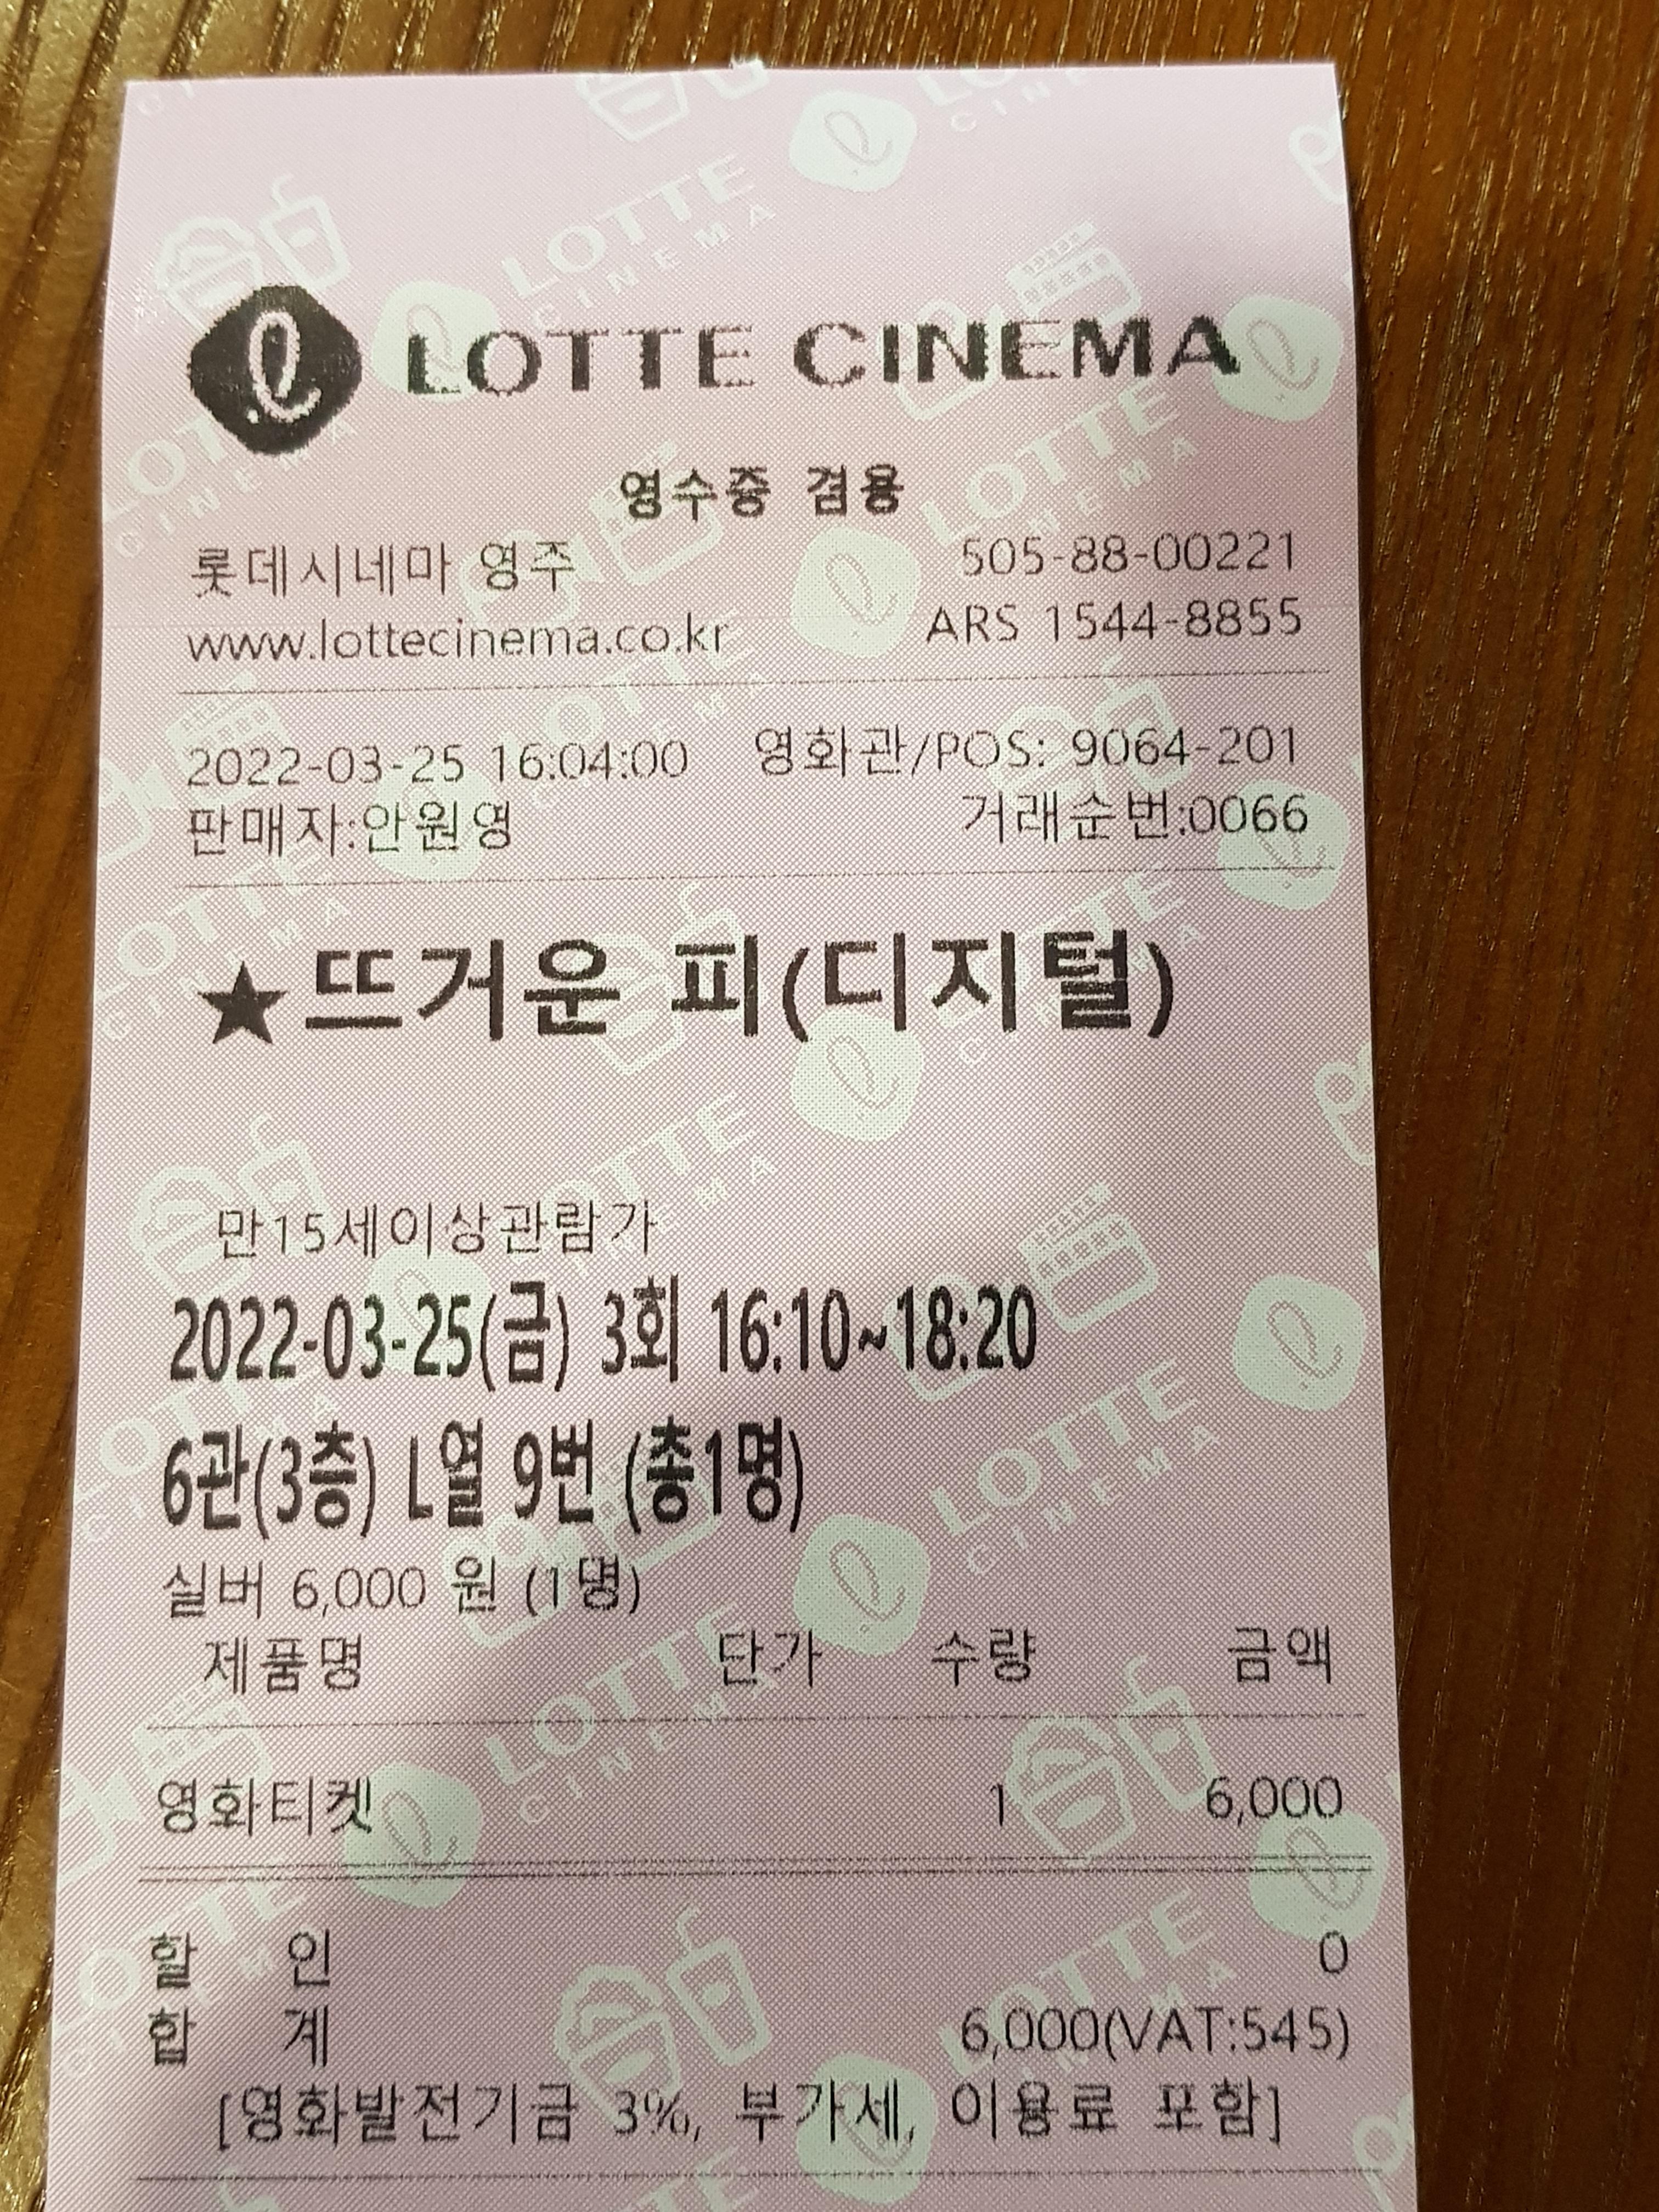 LOTTE CINEMA
영수증 겸용
롯데시네마 영주 505-88-00221
www.lottecinema.co.kr ARS 1544-8855
2022-03-25 16:04:00 영화관/POS: 9064-201
판매자:안원영 거래순번:0066
★뜨거운 피(디지털)
만15세이상관람가
2022-03-25(금) 3회 16:10~18:20
6관(3층) L열 9번 (총1명)
실버 6,000 원 (1명)
제품명 단가 수량 금액
영화티켓 1 6,000
할 인 0
합 계 6,000(VAT:545)
[영화발전기금 3%, 부가세, 이용료 포함]